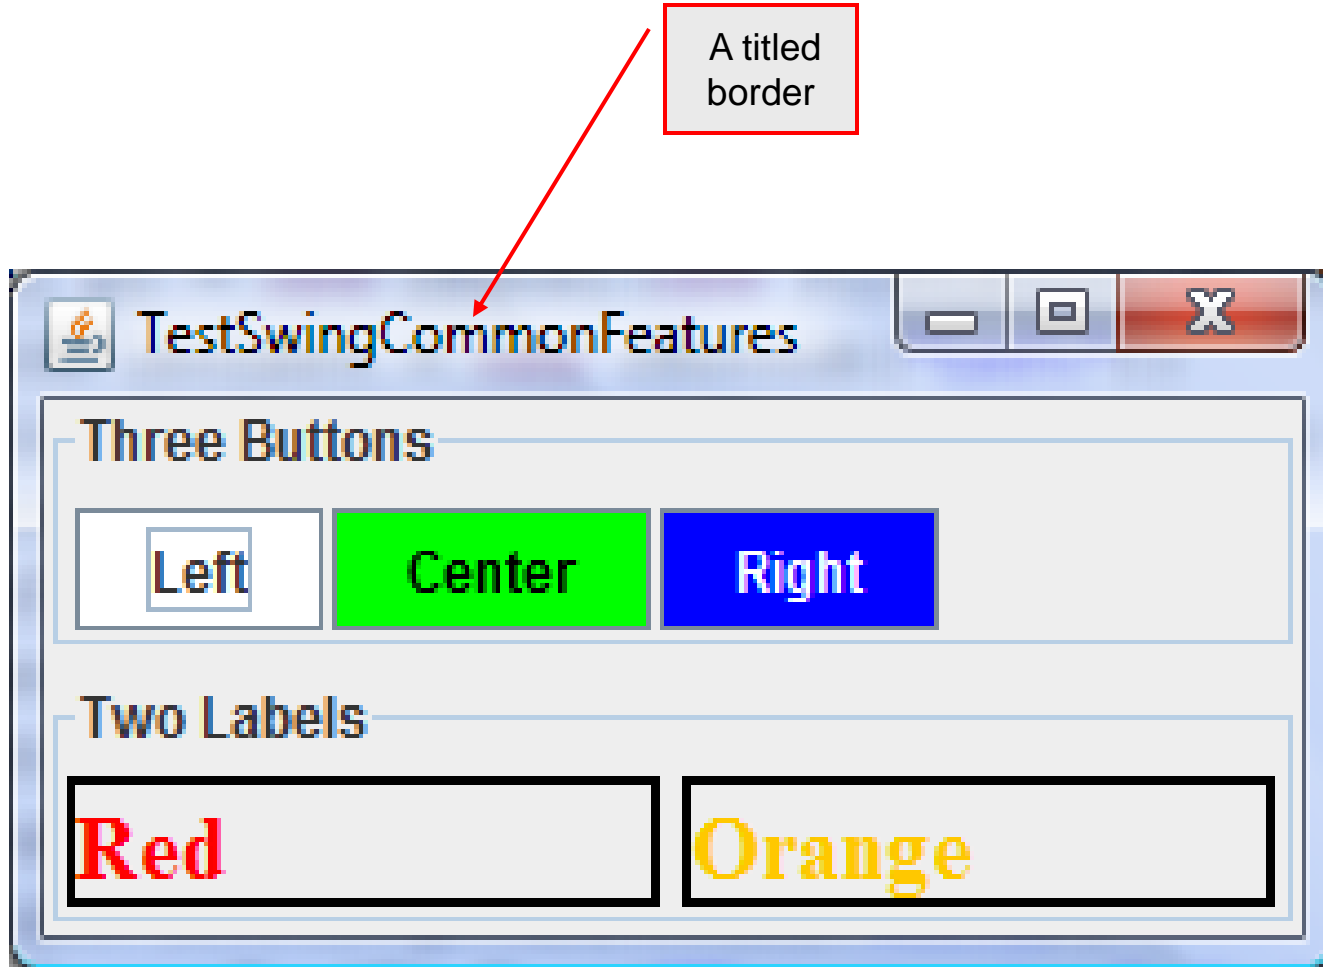 A titled
border
TestSwingCommonFeatures
Three Buttons
Left Center Right
Two Labels
Red Orange